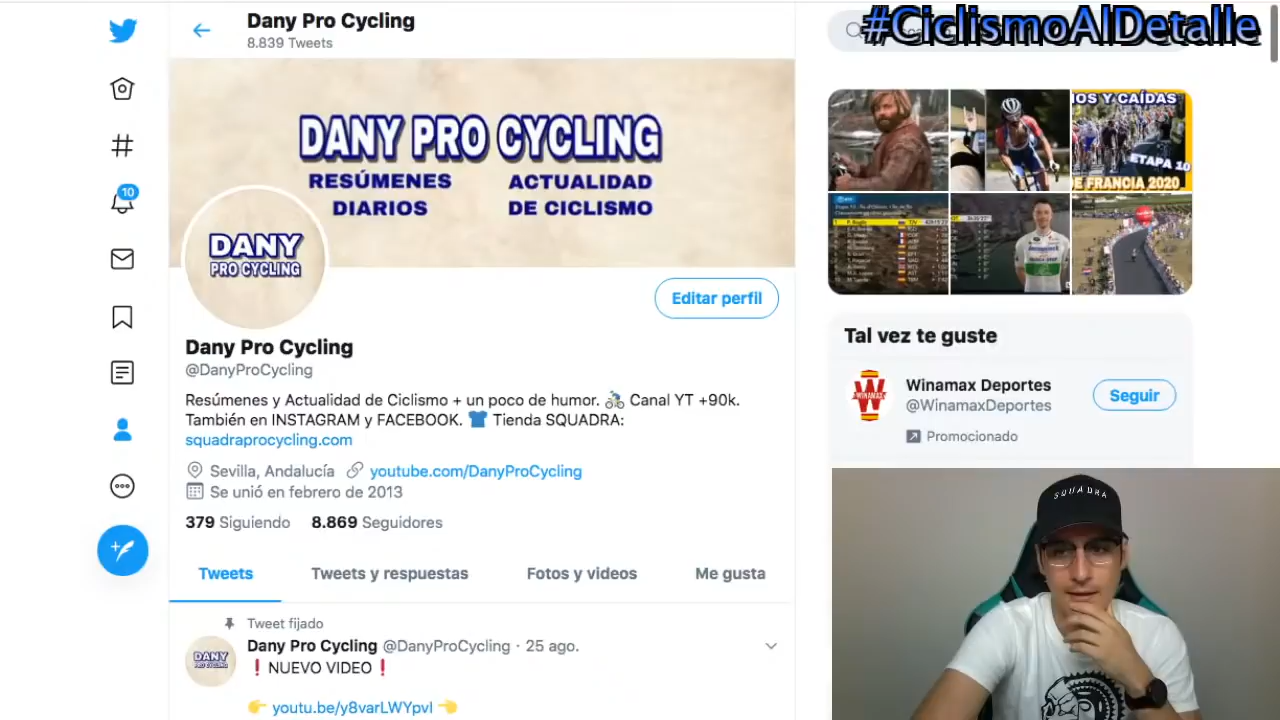 #CiclismoAlDetalle
Dany Pro Cycling
8.839 Tweets
DANY PRO CYCLING
RESÚMENES
DIARIOS
ACTUALIDAD
DE CICLISMO
DANY
PRO CYCLING
10
Editar perfil
Dany Pro Cycling
@DanyProCycling
Resúmenes y Actualidad de Ciclismo + un poco de humor. 🚴 Canal YT +90k.
También en INSTAGRAM y FACEBOOK. 👕 Tienda SQUADRA:
squadraprocycling.com
Sevilla, Andalucía youtube.com/DanyProCycling
Se unió en febrero de 2013
379 Siguiendo 8.869 Seguidores
Tweets Tweets y respuestas Fotos y videos Me gusta
Tweet fijado
Dany Pro Cycling @DanyProCycling · 25 ago.
❗ NUEVO VIDEO ❗
👉 youtu.be/y8varLWYpvI 👈
DANY
PRO CYCLING
Y CAÍDAS
ETAPA 10
DE FRANCIA 2020
Tal vez te guste
WINAMAX
Winamax Deportes
@WinamaxDeportes
Seguir
Promocionado
SQUADRA